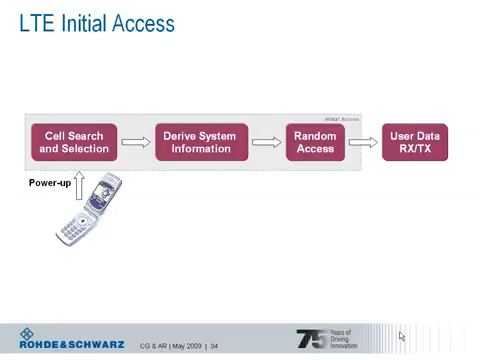 LTE Initial Access
Initial Access
Cell Search
and Selection
Derive System
Information
Random
Access
User Data
RX/TX
Power-up
ROHDE&SCHWARZ
CG & AR | May 2009 | 34
75
Years of
Driving
Innovation